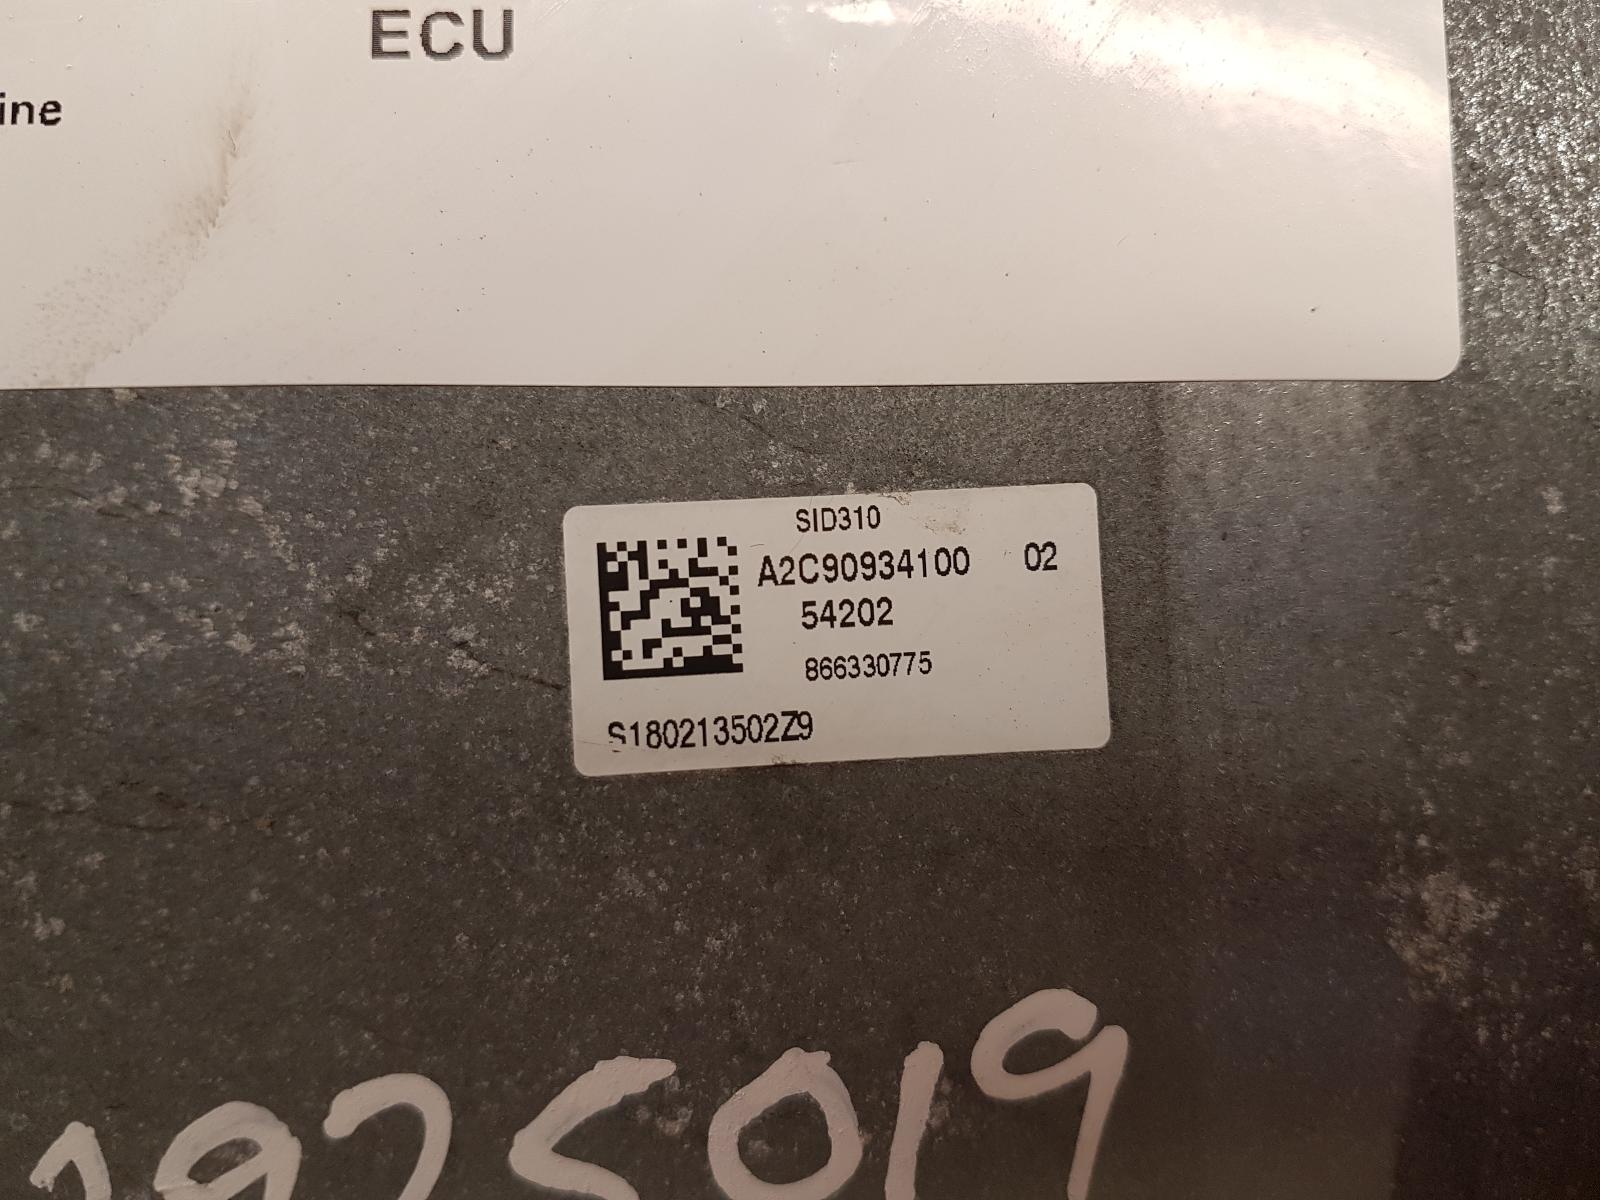 ECU
ine
SID310
A2C90934100 02
54202
866330775
S180213502Z9